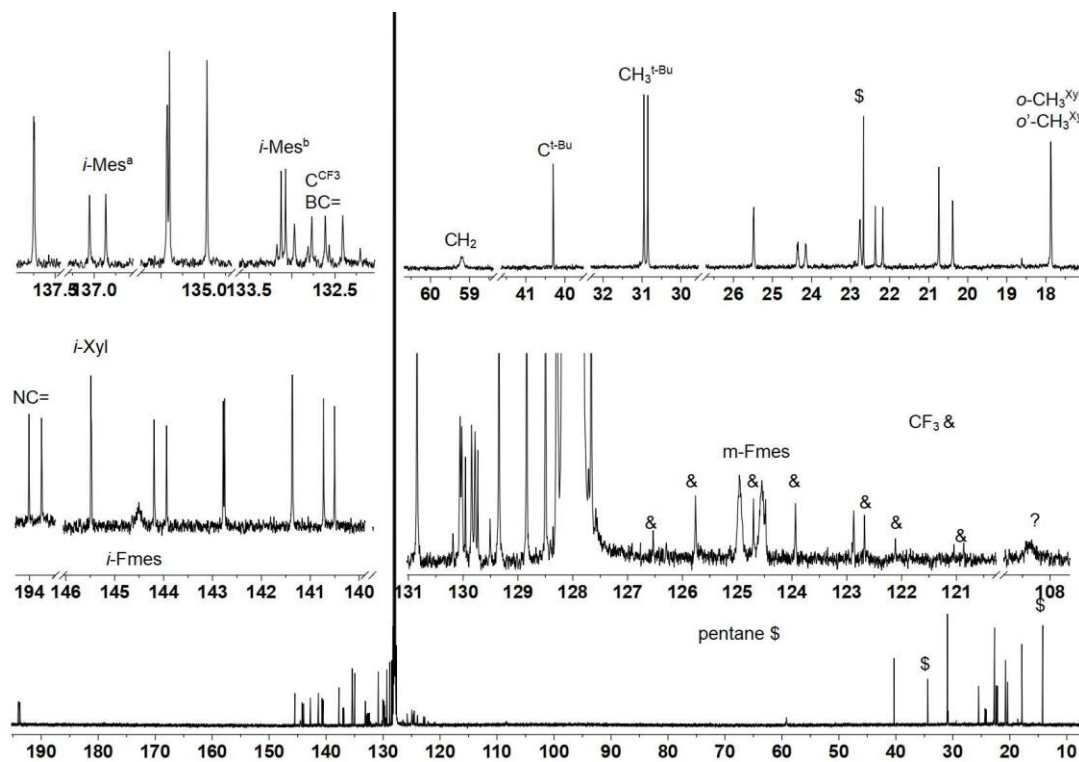 i-Mesᵃ
i-Mesᵇ
C^CF3
BC=
137.5 137.0 135.0 133.5 132.5
CH₂
C^t-Bu
CH₃^t-Bu
$
o-CH₃^Xyl
o'-CH₃^Xy
60 59 41 40 32 31 30 26 25 24 23 22 21 20 19 18
NC=
i-Xyl
i-Fmes
194 146 145 144 143 142 141 140
CF₃ &
m-Fmes
& & & & & & &
?
131 130 129 128 127 126 125 124 123 122 121 108
pentane $
$
$
190 180 170 160 150 140 130 120 110 100 90 80 70 60 50 40 30 20 10